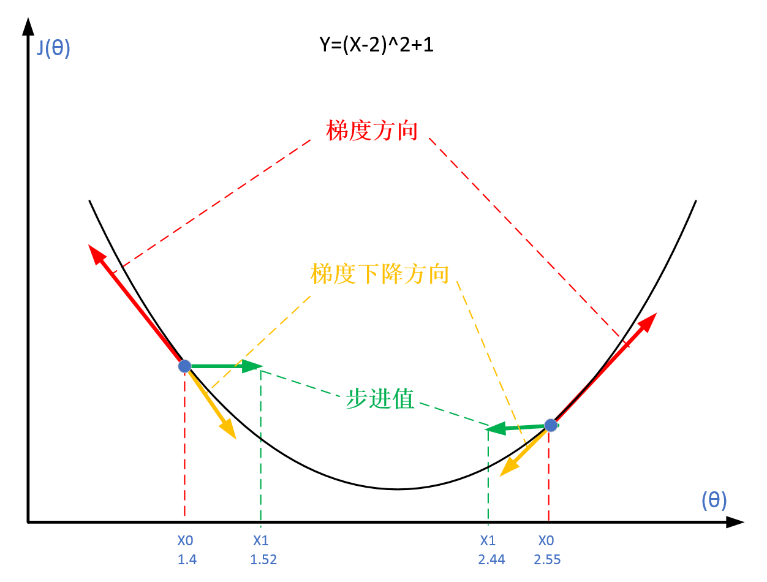 Y=(X-2)^2+1
J(θ)
梯度方向
梯度下降方向
步进值
(θ)
X0 X1 X1 X0
1.4 1.52 2.44 2.55